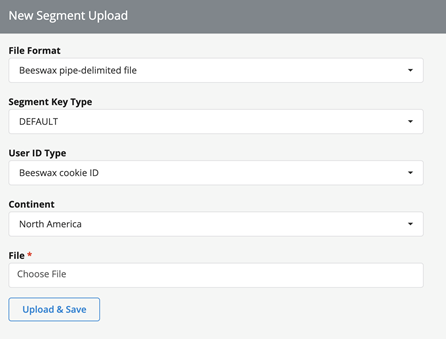 New Segment Upload
File Format
Beeswax pipe-delimited file
Segment Key Type
DEFAULT
User ID Type
Beeswax cookie ID
Continent
North America
File *
Choose File
Upload & Save